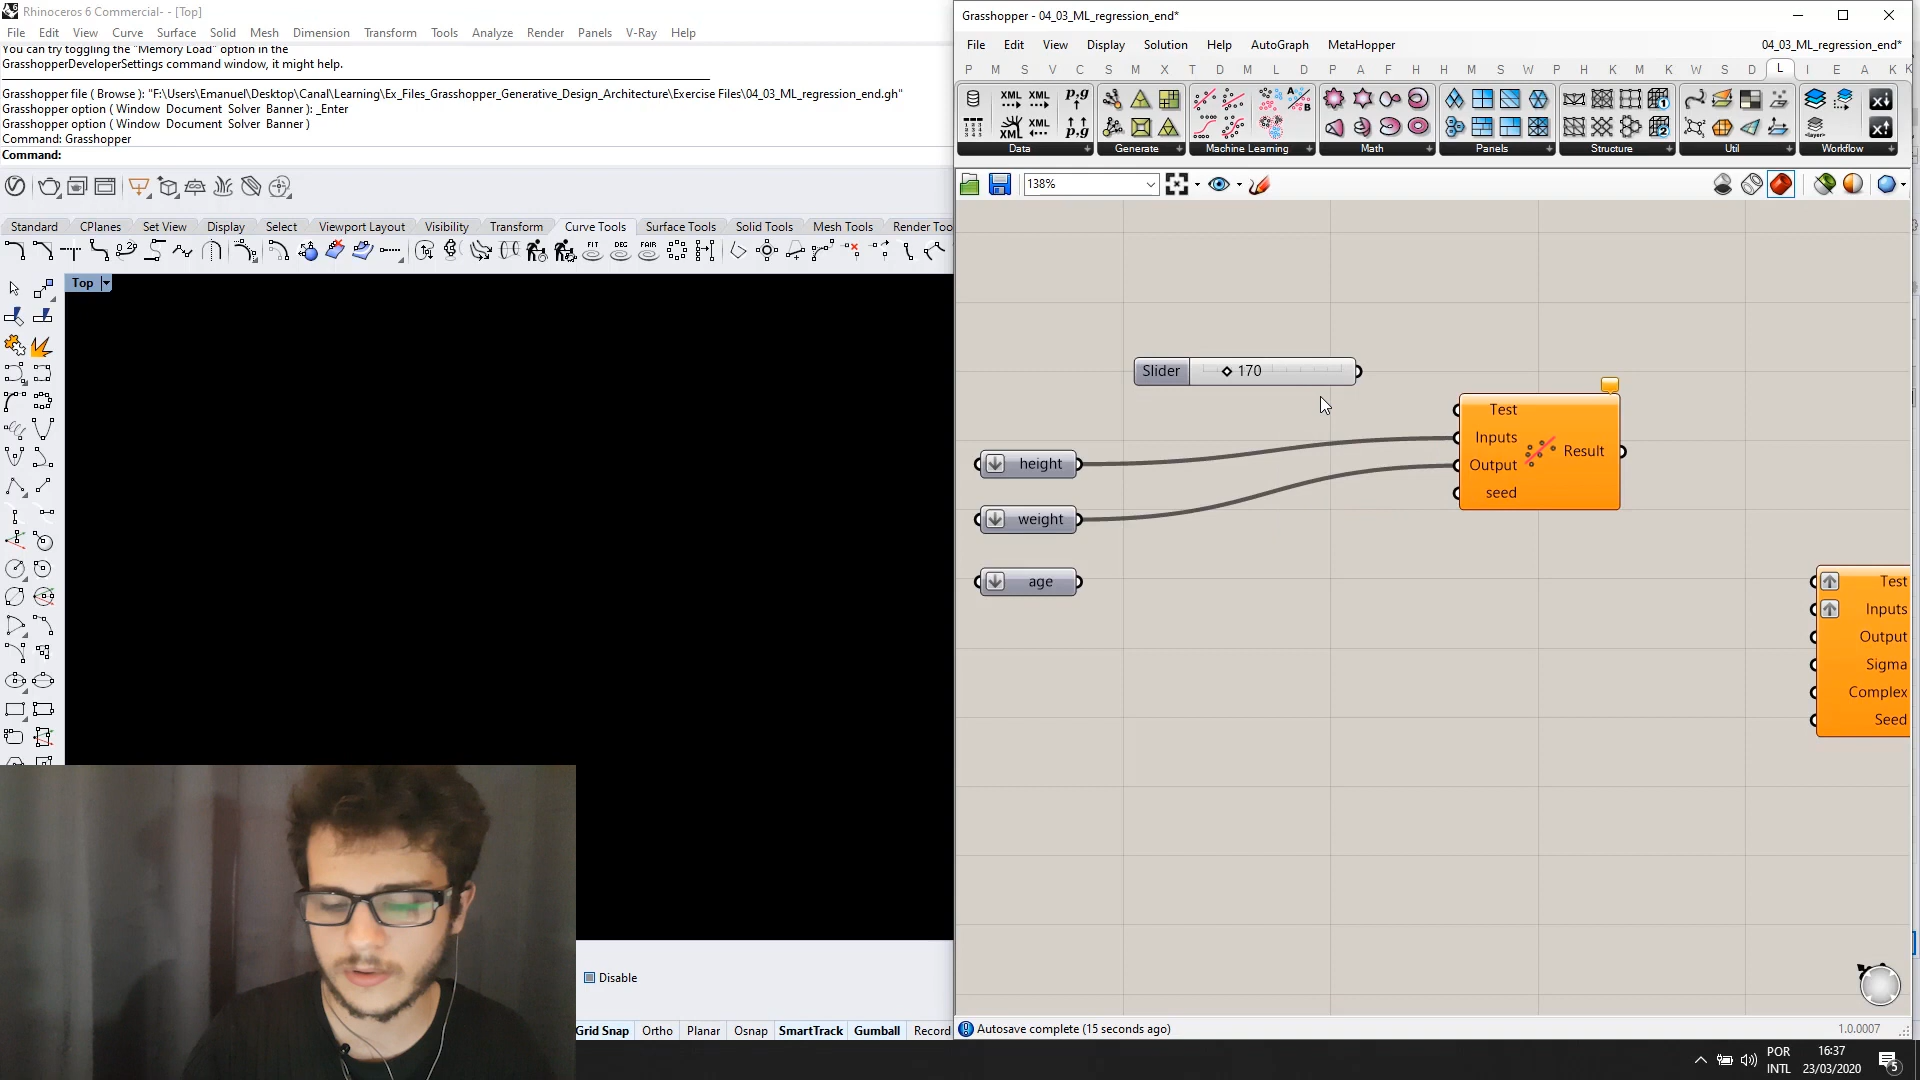 Rhinoceros 6 Commercial- - [Top]
File Edit View Curve Surface Solid Mesh Dimension Transform Tools Analyze Render Panels V-Ray Help
You can try toggling the "Memory Load" option in the
GrasshopperDeveloperSettings command window, it might help.
Grasshopper file ( Browse ): "F:\Users\Emanuel\Desktop\Canal\Learning\Ex_Files_Grasshopper_Generative_Design_Architecture\Exercise Files\04_03_ML_regression_end.gh"
Grasshopper option ( Window Document Solver Banner ): _Enter
Grasshopper option ( Window Document Solver Banner )
Command: Grasshopper
Command:
Standard CPlanes Set View Display Select Viewport Layout Visibility Transform Curve Tools Surface Tools Solid Tools Mesh Tools Render Too
FIT DEG FAIR
Top
Disable
Grid Snap Ortho Planar Osnap SmartTrack Gumball Record
Grasshopper - 04_03_ML_regression_end*
File Edit View Display Solution Help AutoGraph MetaHopper 04_03_ML_regression_end*
P M S V C S M X T D M L D P A F H H M S W S P H K M K W S D L I E A K K
XML XML p,g
XML p,g
Data Generate Machine Learning Math Panels Structure Util Workflow
138%
Slider 170
Test
Inputs
Output Result
seed
height
weight
age
Test
Inputs
Output
Sigma
Complex
Seed
Autosave complete (15 seconds ago) 1.0.0007
POR
INTL
16:37
23/03/2020
5